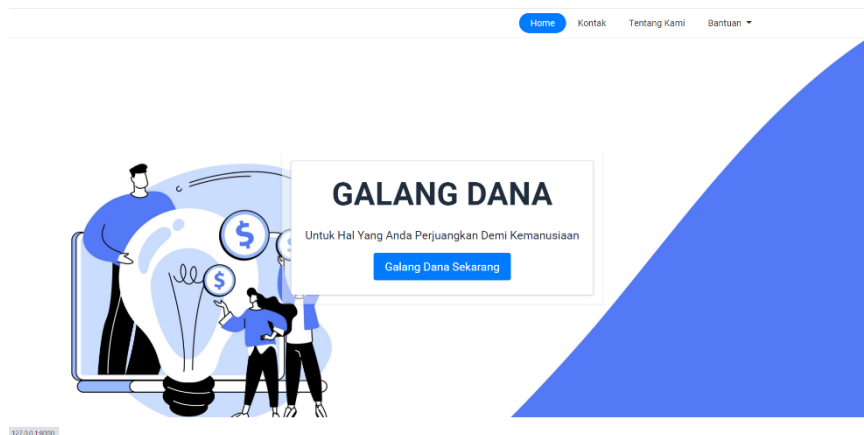 Home Kontak Tentang Kami Bantuan
GALANG DANA
Untuk Hal Yang Anda Perjuangkan Demi Kemanusiaan
Galang Dana Sekarang
$
$
127.0.0.1:8000